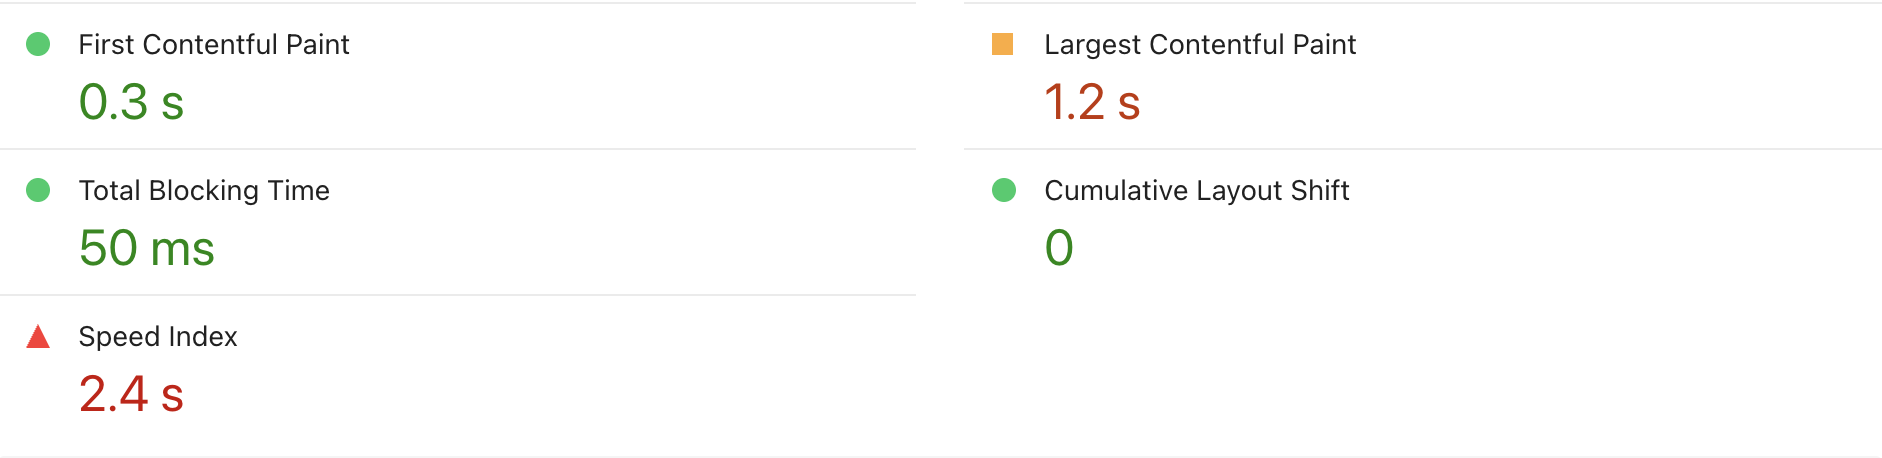 First Contentful Paint
0.3 s
Largest Contentful Paint
1.2 s
Total Blocking Time
50 ms
Cumulative Layout Shift
0
Speed Index
2.4 s